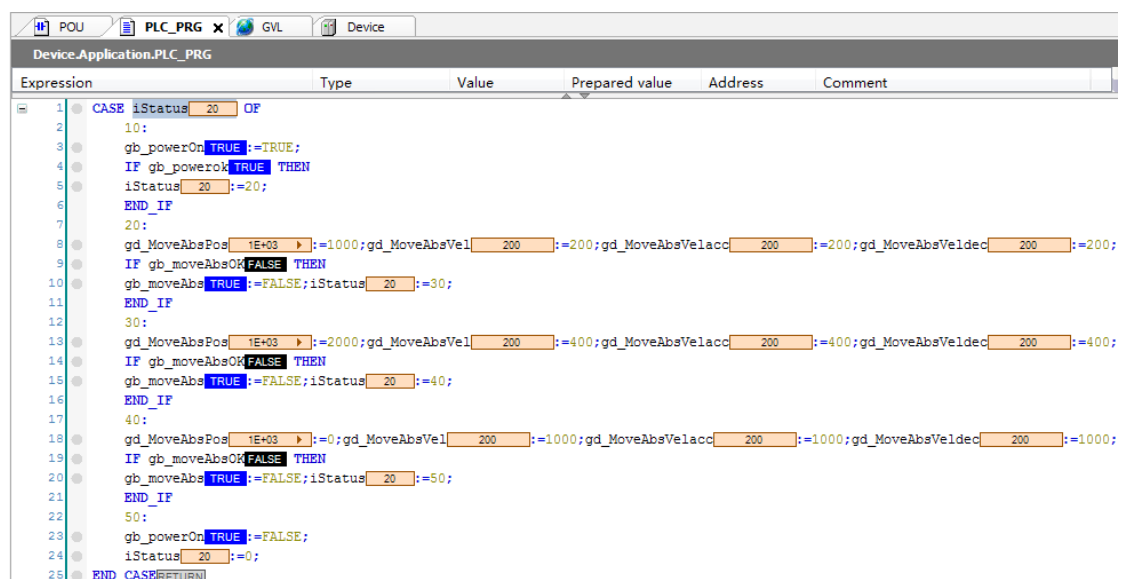 POU PLC_PRG X GVL Device
Device.Application.PLC_PRG
Expression Type Value Prepared value Address Comment
1 CASE iStatus 20 OF
2 10:
3 gb_powerOn TRUE :=TRUE;
4 IF gb_powerok TRUE THEN
5 iStatus 20 :=20;
6 END_IF
7 20:
8 gd_MoveAbsPos 1E+03 :=1000;gd_MoveAbsVel 200 :=200;gd_MoveAbsVelacc 200 :=200;gd_MoveAbsVeldec 200 :=200;
9 IF gb_moveAbsOK FALSE THEN
10 gb_moveAbs TRUE :=FALSE;iStatus 20 :=30;
11 END_IF
12 30:
13 gd_MoveAbsPos 1E+03 :=2000;gd_MoveAbsVel 200 :=400;gd_MoveAbsVelacc 200 :=400;gd_MoveAbsVeldec 200 :=400;
14 IF gb_moveAbsOK FALSE THEN
15 gb_moveAbs TRUE :=FALSE;iStatus 20 :=40;
16 END_IF
17 40:
18 gd_MoveAbsPos 1E+03 :=0;gd_MoveAbsVel 200 :=1000;gd_MoveAbsVelacc 200 :=1000;gd_MoveAbsVeldec 200 :=1000;
19 IF gb_moveAbsOK FALSE THEN
20 gb_moveAbs TRUE :=FALSE;iStatus 20 :=50;
21 END_IF
22 50:
23 gb_powerOn TRUE :=FALSE;
24 iStatus 20 :=0;
25 END_CASE RETURN